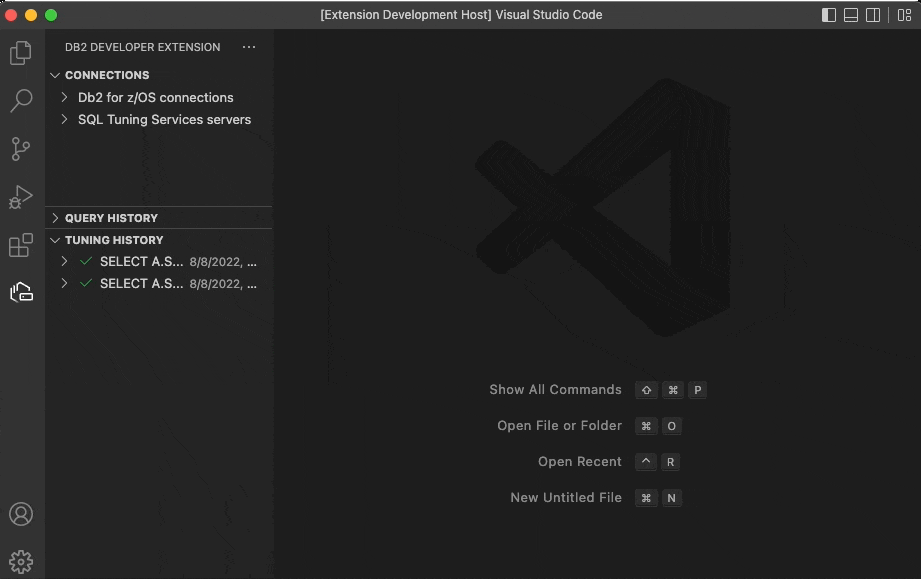 [Extension Development Host] Visual Studio Code
DB2 DEVELOPER EXTENSION ...
CONNECTIONS
Db2 for z/OS connections
SQL Tuning Services servers
QUERY HISTORY
TUNING HISTORY
SELECT A.S... 8/8/2022, ...
SELECT A.S... 8/8/2022, ...
Show All Commands ⇧ ⌘ P
Open File or Folder ⌘ O
Open Recent ^ R
New Untitled File ⌘ N